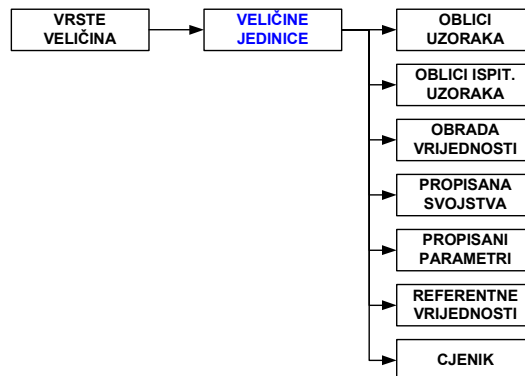 VRSTE
VELIČINA
VELIČINE
JEDINICE
OBLICI
UZORAKA
OBLICI ISPIT.
UZORAKA
OBRADA
VRIJEDNOSTI
PROPISANA
SVOJSTVA
PROPISANI
PARAMETRI
REFERENTNE
VRIJEDNOSTI
CJENIK